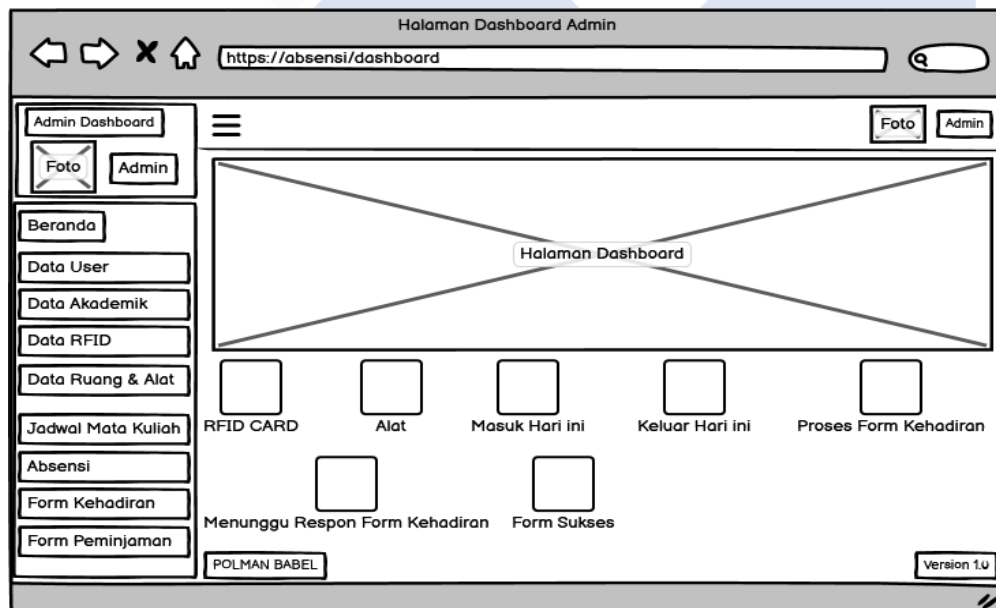 Halaman Dashboard Admin
https://absensi/dashboard
Admin Dashboard
Foto
Admin
Foto
Admin
Beranda
Data User
Data Akademik
Data RFID
Data Ruang & Alat
Jadwal Mata Kuliah
Absensi
Form Kehadiran
Form Peminjaman
Halaman Dashboard
RFID CARD
Alat
Masuk Hari ini
Keluar Hari ini
Proses Form Kehadiran
Menunggu Respon Form Kehadiran
Form Sukses
POLMAN BABEL
Version 1.0